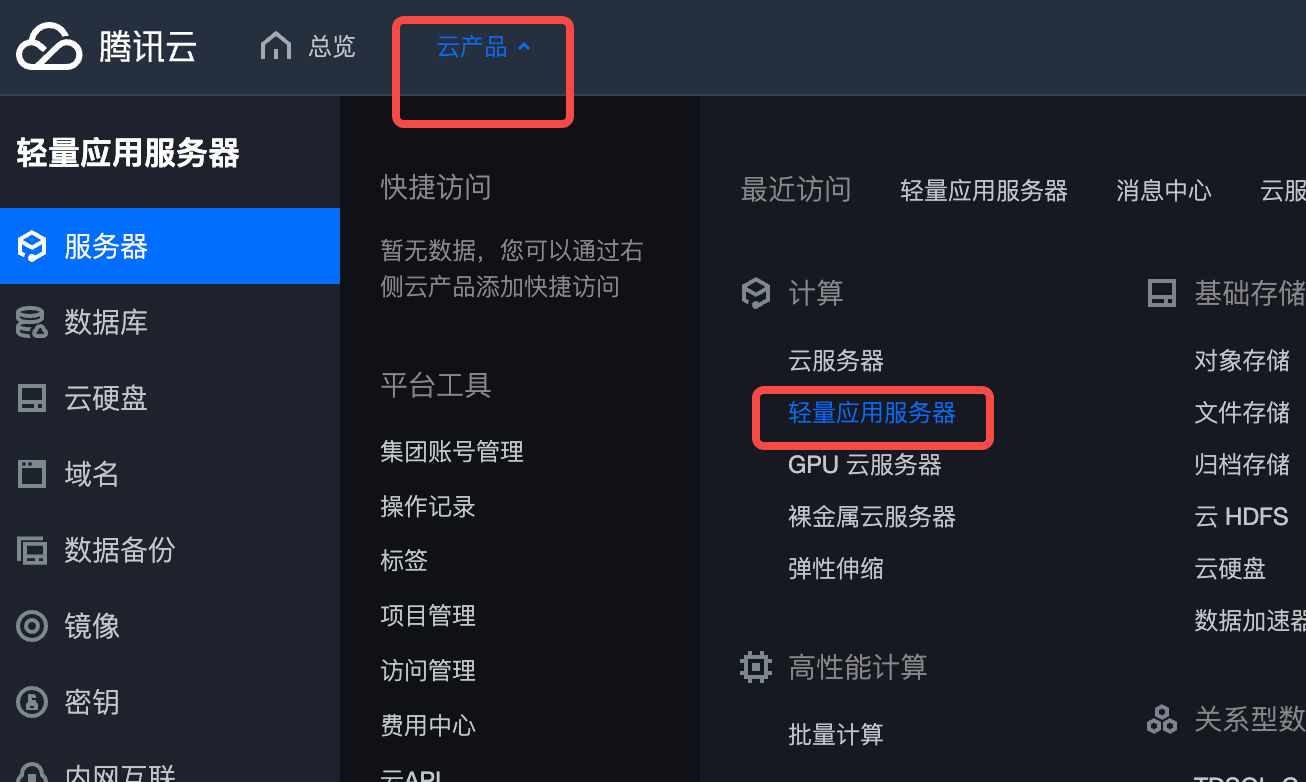 腾讯云
总览
云产品
轻量应用服务器
服务器
数据库
云硬盘
域名
数据备份
镜像
密钥
内网互联
快捷访问
暂无数据，您可以通过右
侧云产品添加快捷访问
平台工具
集团账号管理
操作记录
标签
项目管理
访问管理
费用中心
云API
最近访问
轻量应用服务器
消息中心
云服
计算
云服务器
轻量应用服务器
GPU 云服务器
裸金属云服务器
弹性伸缩
高性能计算
批量计算
基础存储
对象存储
文件存储
归档存储
云 HDFS
云硬盘
数据加速器
关系型数